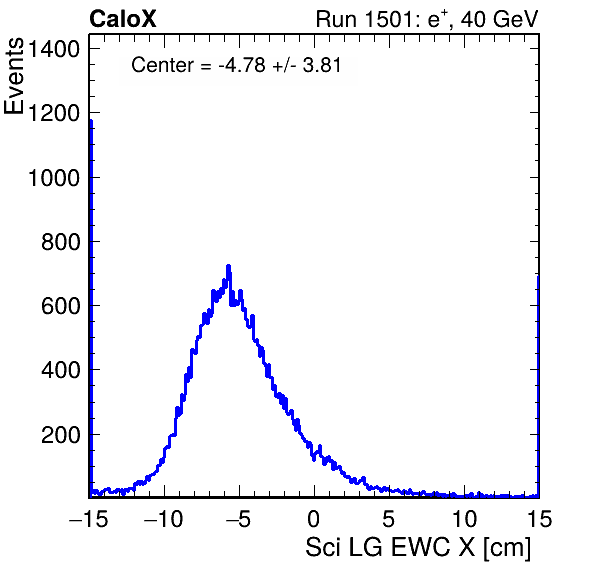 CaloX Run 1501: e+, 40 GeV
Center = -4.78 +/- 3.81
Events
1400
1200
1000
800
600
400
200
−15 −10 −5 0 5 10 15
Sci LG EWC X [cm]